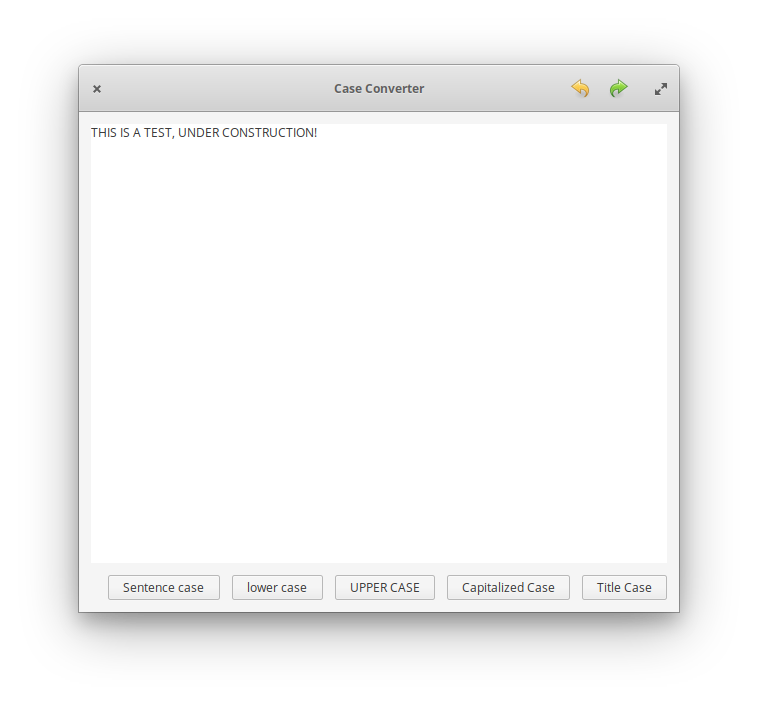 Case Converter
THIS IS A TEST, UNDER CONSTRUCTION!
Sentence case lower case UPPER CASE Capitalized Case Title Case